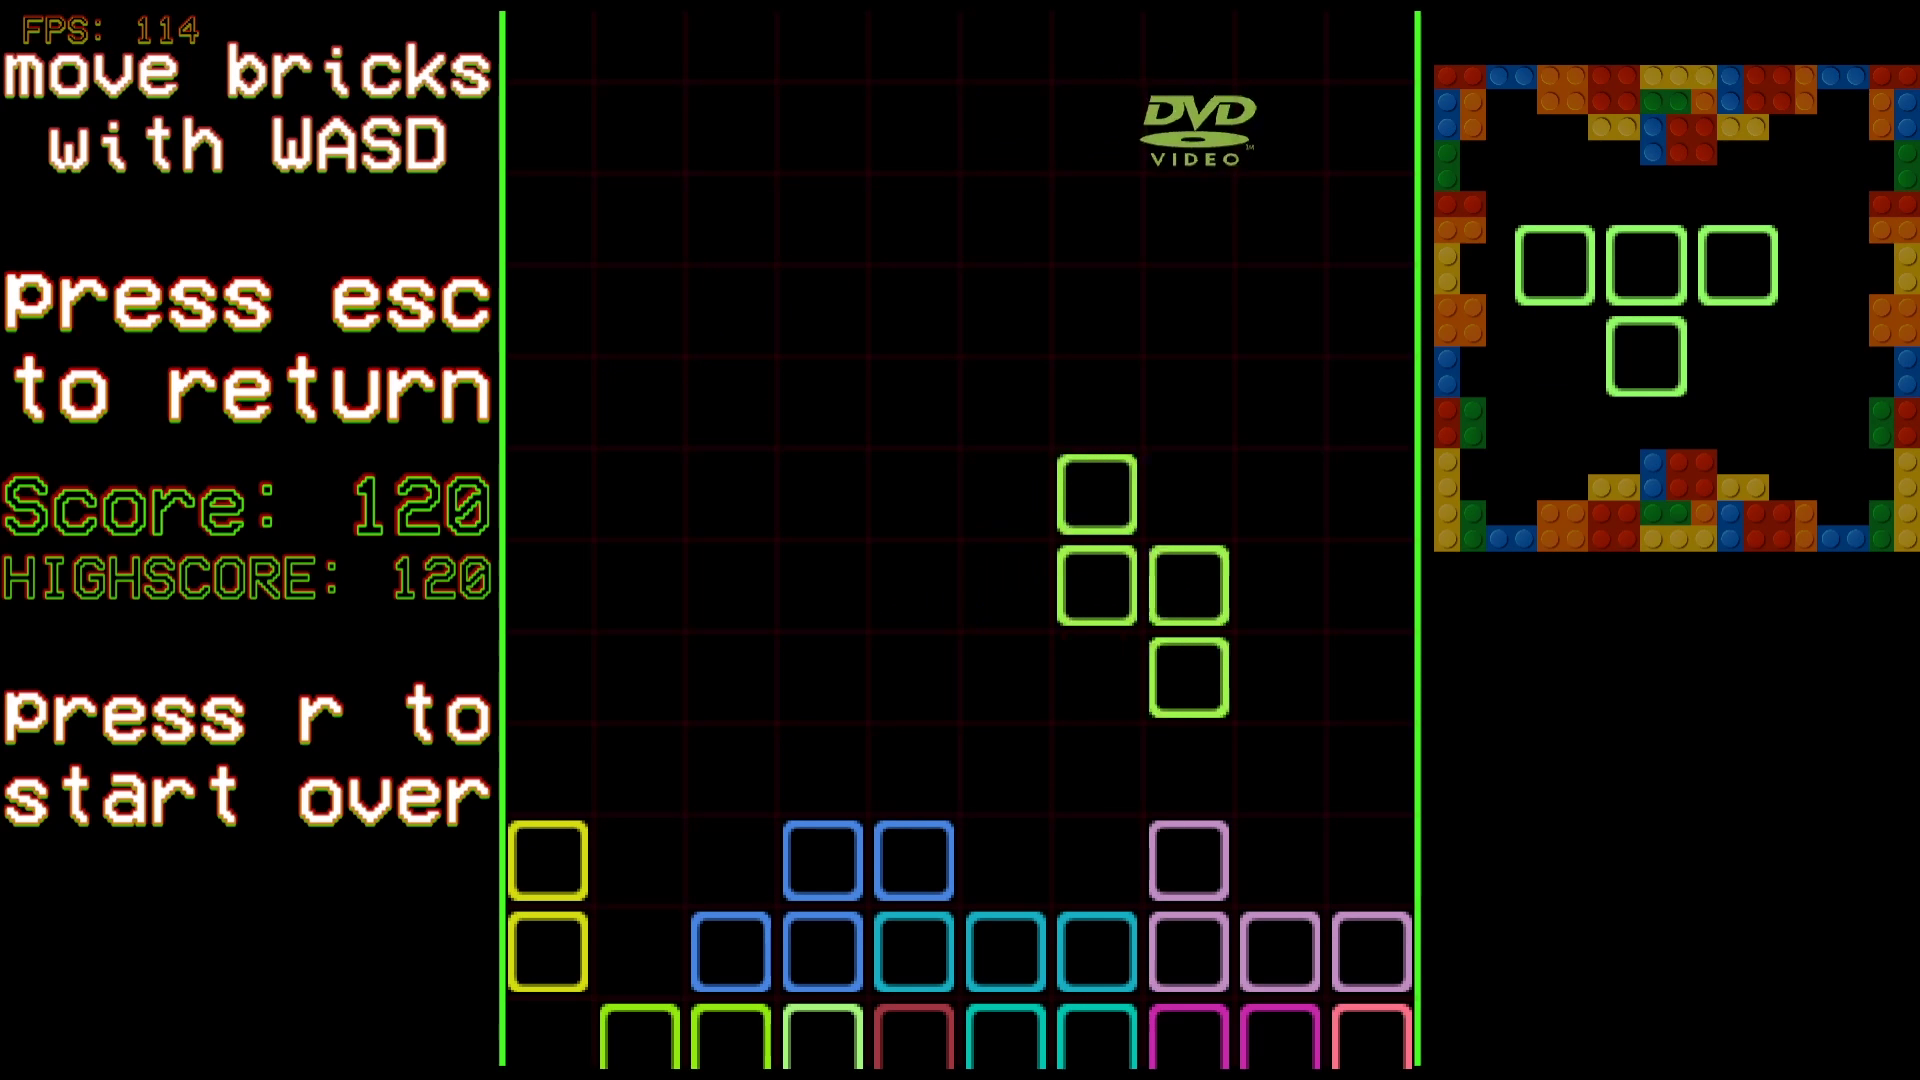 FPS: 114
move bricks
with WASD
press esc
to return
Score: 120
HIGHSCORE: 120
press r to
start over
DVD
VIDEO
TM